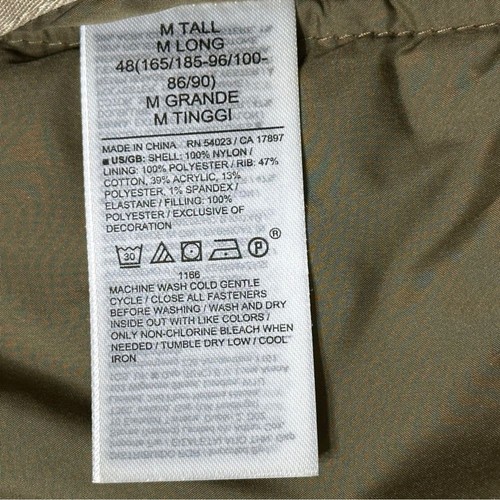 M TALL
M LONG
48(165/185-96/100-
86/90)
M GRANDE
M TINGGI
MADE IN CHINA RN 54023 / CA 17897
■ US/GB: SHELL: 100% NYLON /
LINING: 100% POLYESTER / RIB: 47%
COTTON, 39% ACRYLIC, 13%
POLYESTER, 1% SPANDEX /
ELASTANE / FILLING: 100%
POLYESTER / EXCLUSIVE OF
DECORATION
30 P ®
1166
MACHINE WASH COLD GENTLE
CYCLE / CLOSE ALL FASTENERS
BEFORE WASHING / WASH AND DRY
INSIDE OUT WITH LIKE COLORS /
ONLY NON-CHLORINE BLEACH WHEN
NEEDED / TUMBLE DRY LOW / COOL
IRON